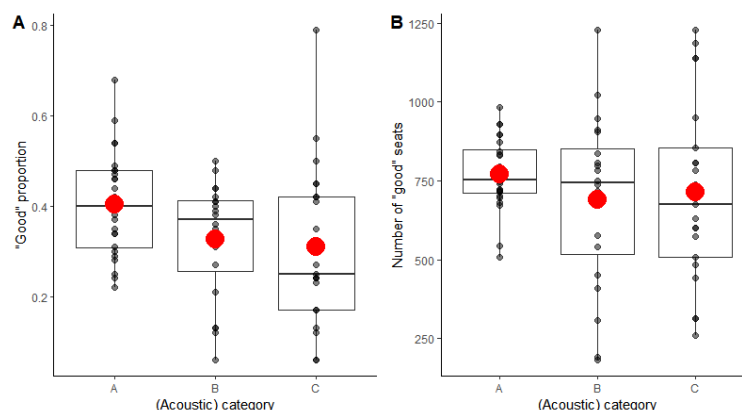 A
"Good" proportion
0.8
0.6
0.4
0.2
A B C
(Acoustic) category
B
Number of "good" seats
1250
1000
750
500
250
A B C
(Acoustic) category